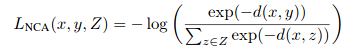 L_NCA(x, y, Z) = − log ( exp(−d(x, y)) / ∑_{z∈Z} exp(−d(x, z)) )